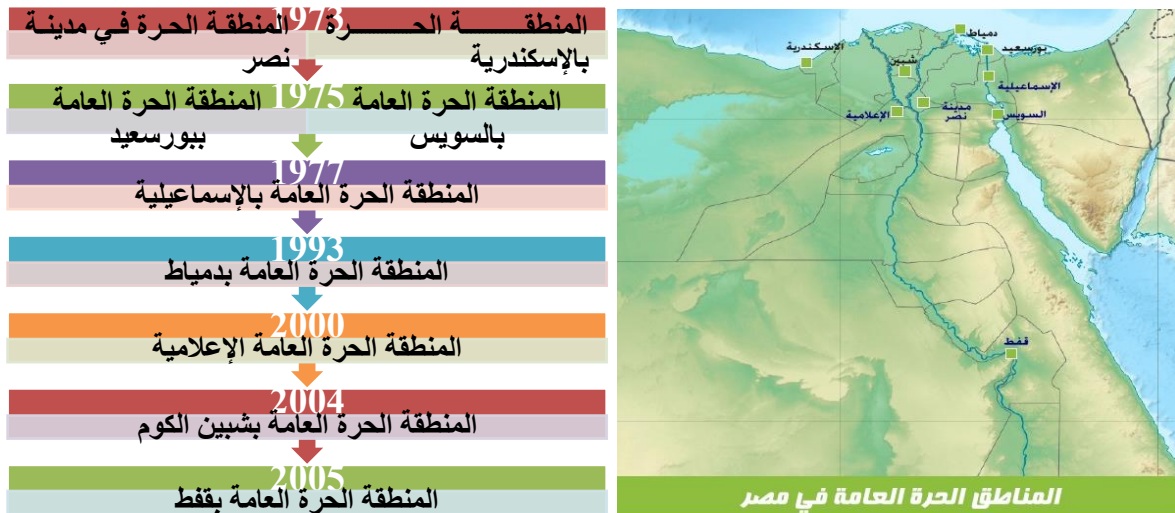 1973
المنطقة الحرة
بالإسكندرية
المنطقة الحرة في مدينة
نصر
1975
المنطقة الحرة العامة
بالسويس
المنطقة الحرة العامة
ببورسعيد
1977
المنطقة الحرة العامة بالإسماعيلية
1993
المنطقة الحرة العامة بدمياط
2000
المنطقة الحرة العامة الإعلامية
2004
المنطقة الحرة العامة بشبين الكوم
2005
المنطقة الحرة العامة بقفط
دمياط
الإسكندرية
بورسعيد
شبين
الإسماعيلية
مدينة
نصر
السويس
الإعلامية
قفط
المناطق الحرة العامة في مصر